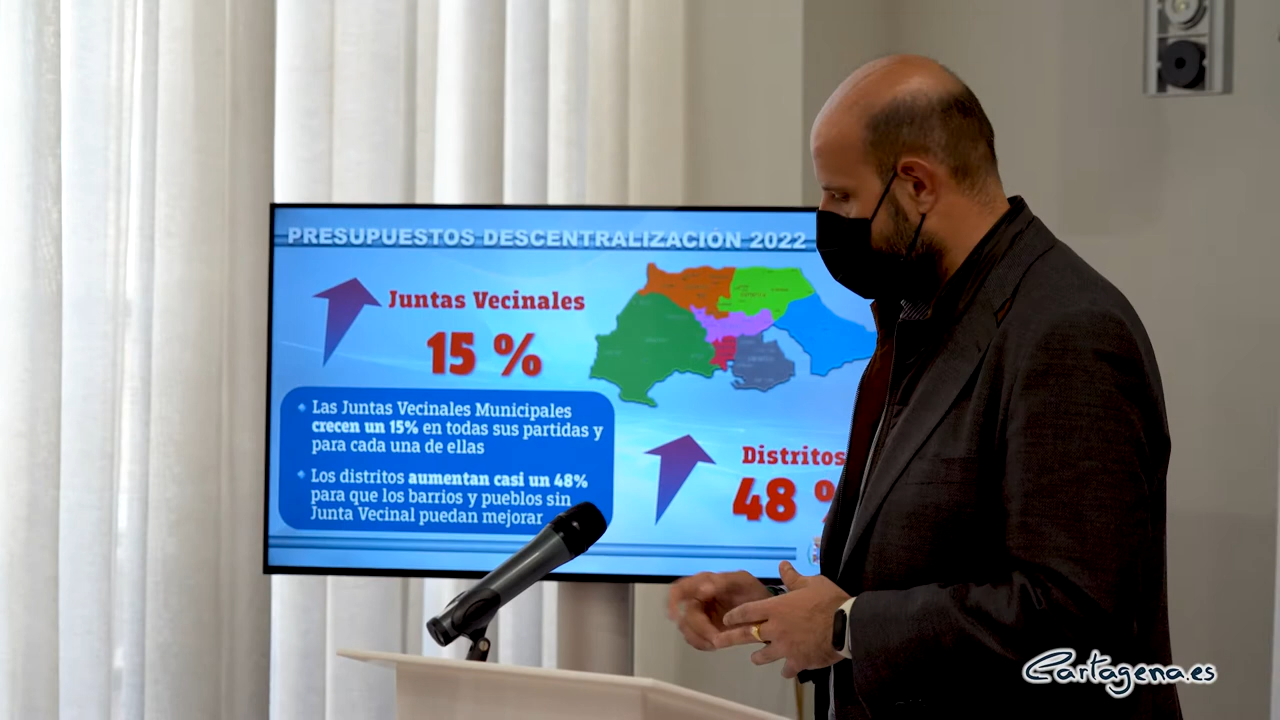 PRESUPUESTOS DESCENTRALIZACIÓN 2022
Juntas Vecinales
15 %
Las Juntas Vecinales Municipales
crecen un 15% en todas sus partidas y
para cada una de ellas
Los distritos aumentan casi un 48%
para que los barrios y pueblos sin
Junta Vecinal puedan mejorar
Distritos
48 %
Cartagena.es